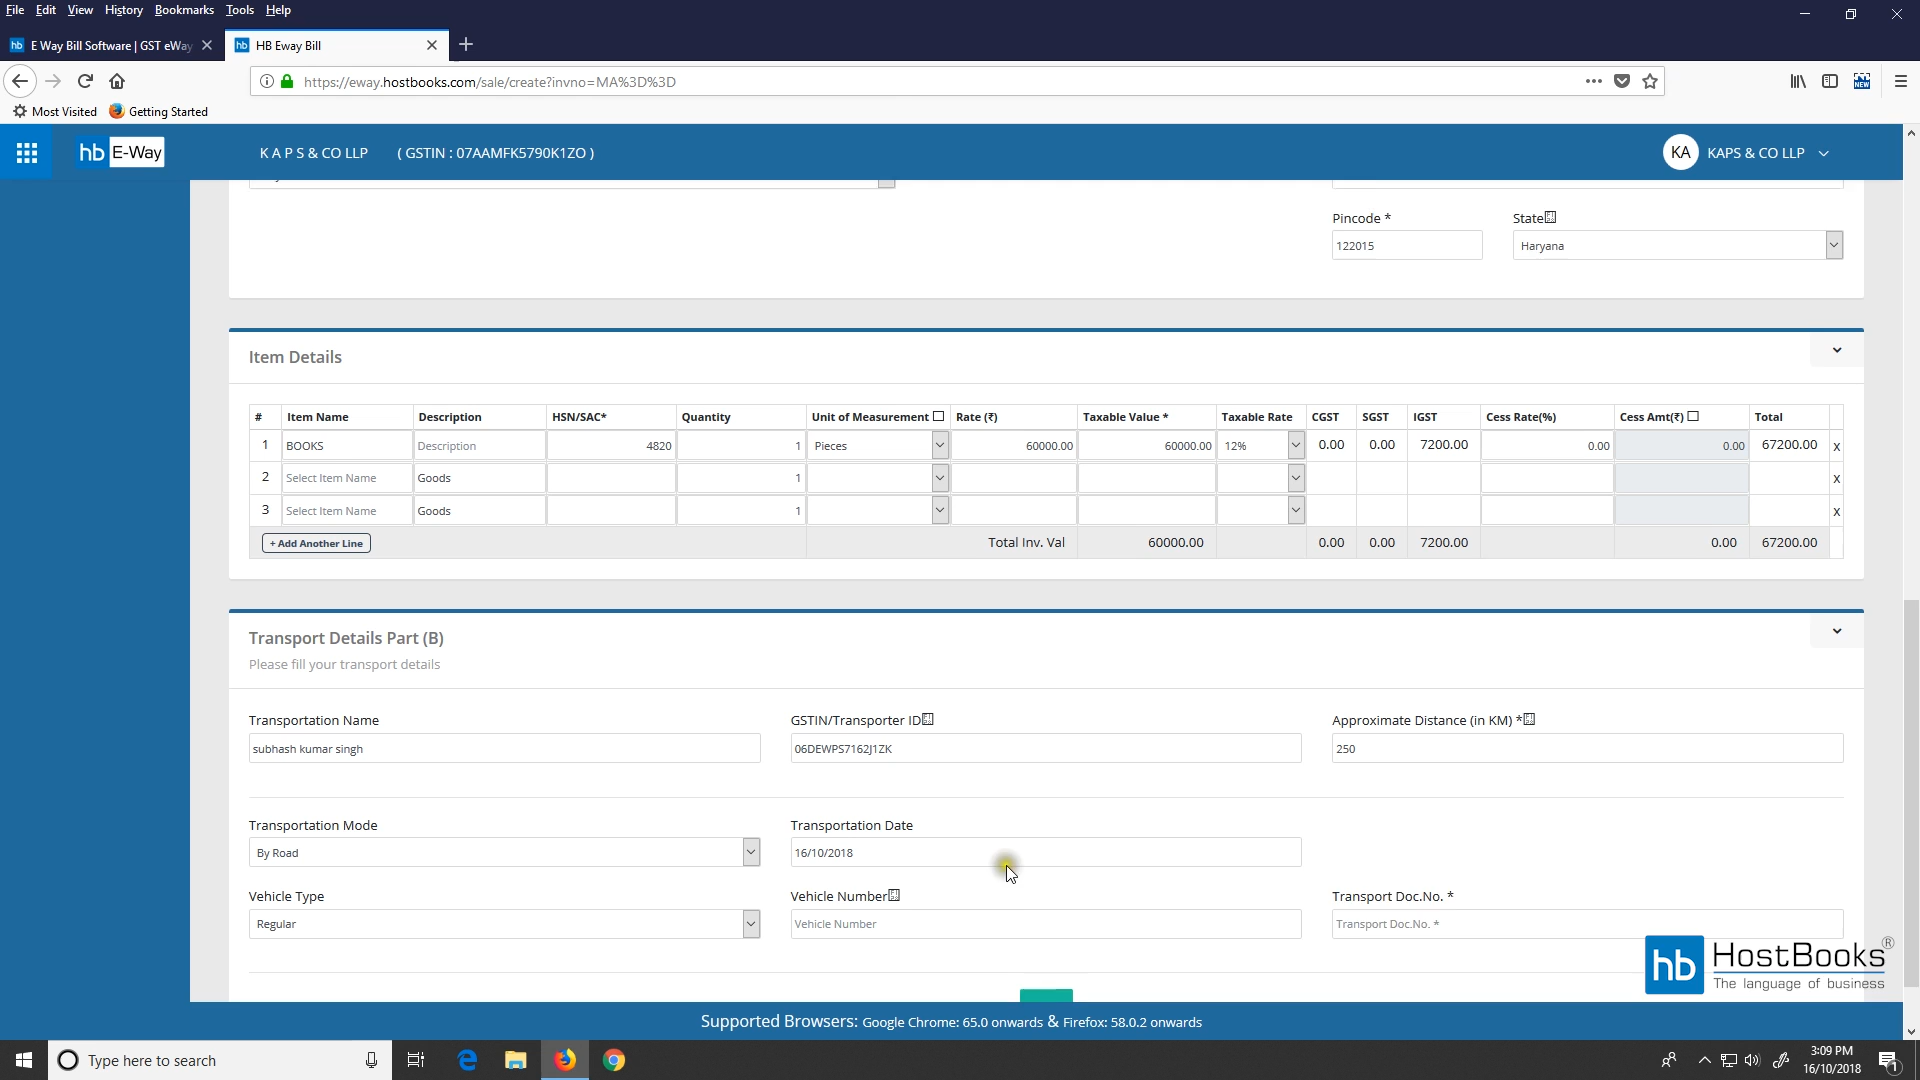 File Edit View History Bookmarks Tools Help
hb E Way Bill Software | GST eWay
hb HB Eway Bill
https://eway.hostbooks.com/sale/create?invno=MA%3D%3D
NEW
Most Visited Getting Started
hb E-Way
K A P S & CO LLP ( GSTIN : 07AAMFK5790K1ZO )
KA KAPS & CO LLP
Pincode * State
122015 Haryana
Item Details
# Item Name Description HSN/SAC* Quantity Unit of Measurement Rate (₹) Taxable Value * Taxable Rate CGST SGST IGST Cess Rate(%) Cess Amt(₹) Total
1 BOOKS Description 4820 1 Pieces 60000.00 60000.00 12% 0.00 0.00 7200.00 0.00 0.00 67200.00 x
2 Select Item Name Goods 1 x
3 Select Item Name Goods 1 x
+ Add Another Line Total Inv. Val 60000.00 0.00 0.00 7200.00 0.00 67200.00
Transport Details Part (B)
Please fill your transport details
Transportation Name GSTIN/Transporter ID Approximate Distance (in KM) *
subhash kumar singh 06DEWPS7162J1ZK 250
Transportation Mode Transportation Date
By Road 16/10/2018
Vehicle Type Vehicle Number Transport Doc.No. *
Regular Vehicle Number Transport Doc.No. *
hb HostBooks®
The language of business
Supported Browsers: Google Chrome: 65.0 onwards & Firefox: 58.0.2 onwards
Type here to search
3:09 PM
16/10/2018
1